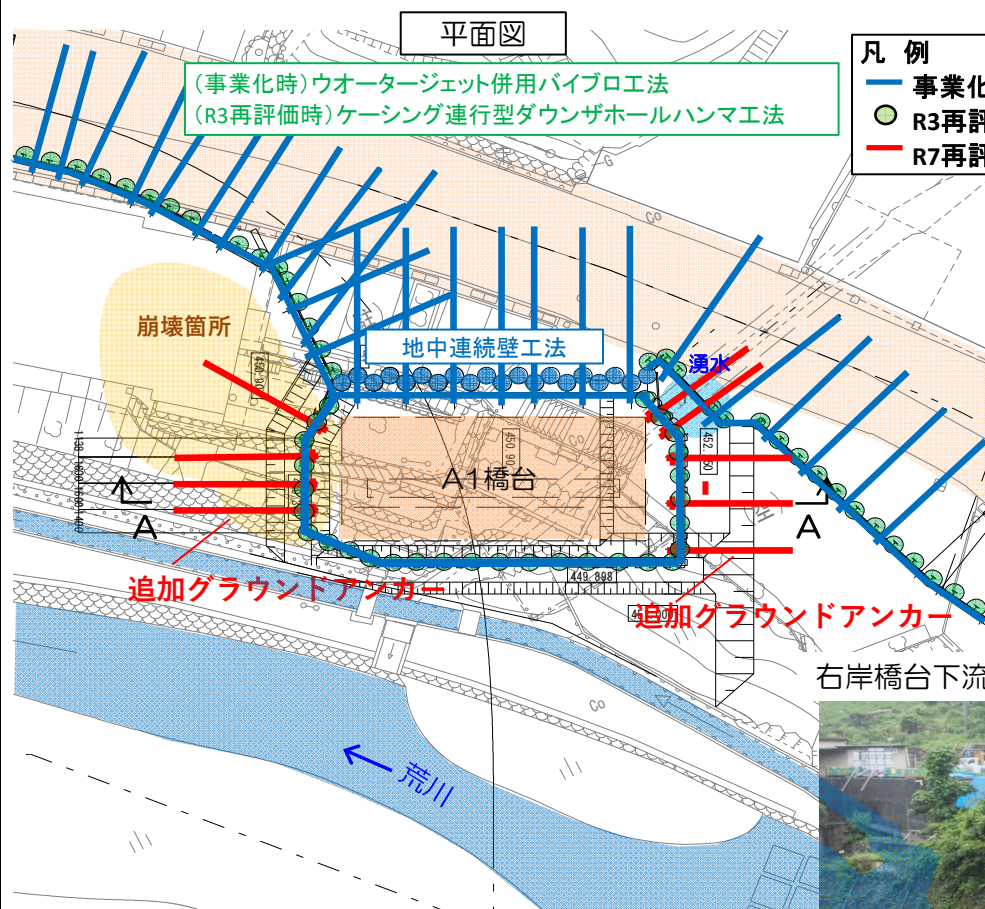 平面図
(事業化時)ウオータージェット併用バイブロ工法
(R3再評価時)ケーシング連行型ダウンザホールハンマ工法
凡 例
事業化
R3再評
R7再評
Co
G
崩壊箇所
地中連続壁工法
湧水
450.90
A1橋台
452.
A
A
追加グラウンドアンカー
449.898
追加グラウンドアンカー
右岸橋台下流
Co
荒川